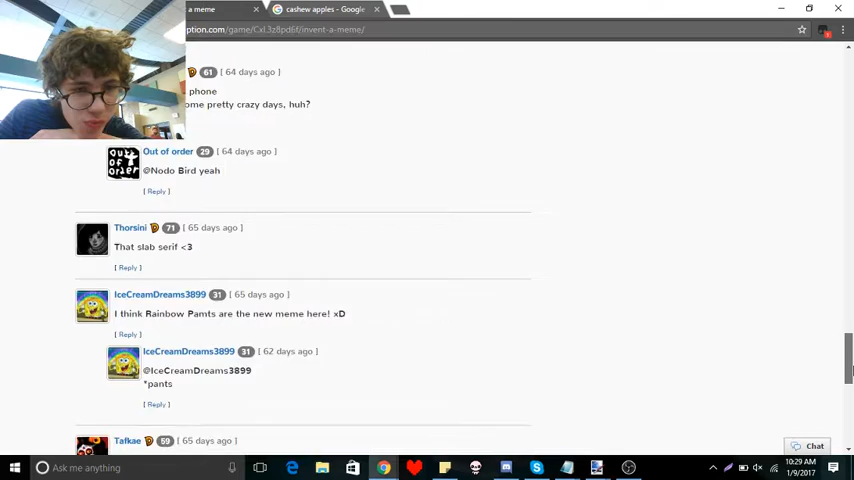 a meme
cashew apples - Google
ption.com/game/CxL3z8pd6f/invent-a-meme/
61 [ 64 days ago ]
phone
ome pretty crazy days, huh?
Out of order 29 [ 64 days ago ]
OUT OF ORDER
@Nodo Bird yeah
[ Reply ]
Thorsini 71 [ 65 days ago ]
That slab serif <3
[ Reply ]
IceCreamDreams3899 31 [ 65 days ago ]
I think Rainbow Pamts are the new meme here! xD
[ Reply ]
IceCreamDreams3899 31 [ 62 days ago ]
@IceCreamDreams3899
*pants
[ Reply ]
Tafkae 59 [ 65 days ago ]
Chat
Ask me anything
10:29 AM
1/9/2017